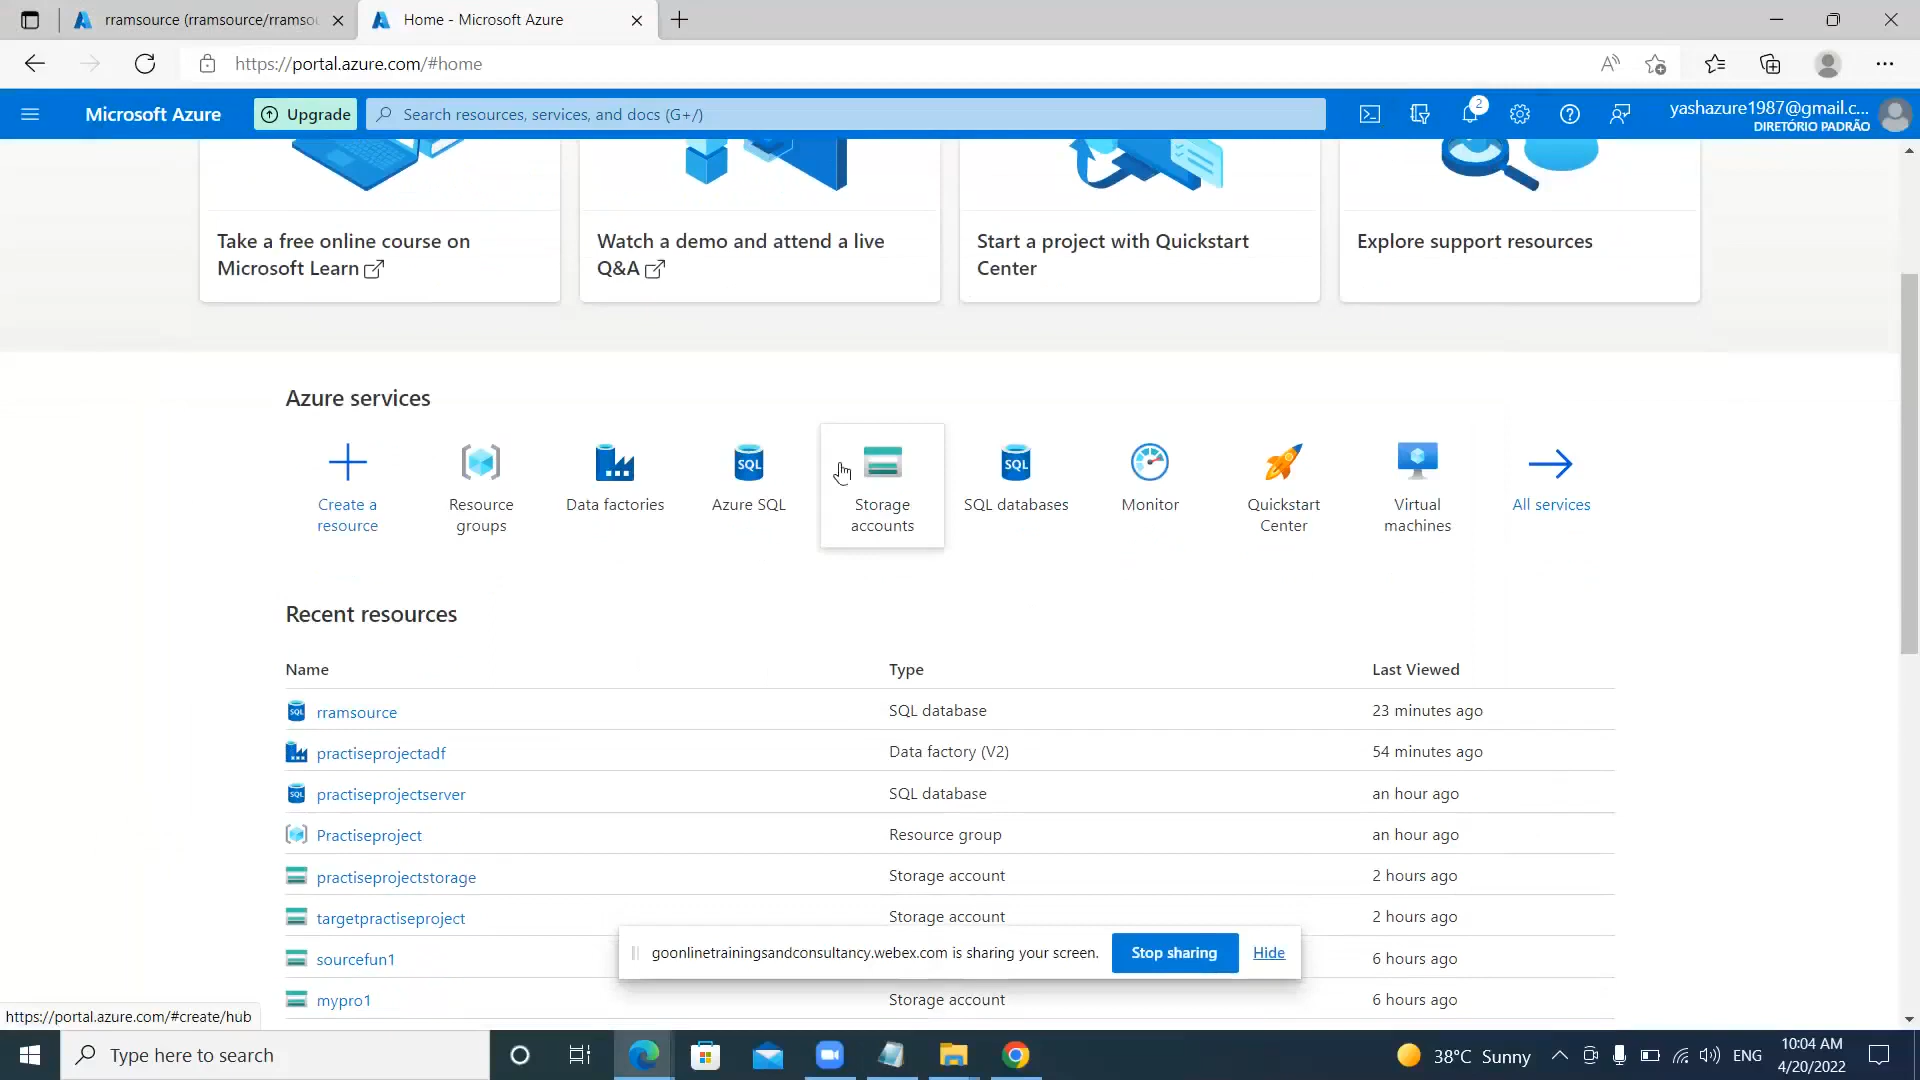 rramsource (rramsource/rramso
Home - Microsoft Azure
https://portal.azure.com/#home
Microsoft Azure
Upgrade
Search resources, services, and docs (G+/)
2
yashazure1987@gmail.c...
DIRETÓRIO PADRÃO
Take a free online course on
Microsoft Learn
Watch a demo and attend a live
Q&A
Start a project with Quickstart
Center
Explore support resources
Azure services
Create a
resource
Resource
groups
Data factories
SQL
Azure SQL
Storage
accounts
SQL
SQL databases
Monitor
Quickstart
Center
Virtual
machines
All services
Recent resources
Name Type Last Viewed
SQL rramsource SQL database 23 minutes ago
practiseprojectadf Data factory (V2) 54 minutes ago
SQL practiseprojectserver SQL database an hour ago
Practiseproject Resource group an hour ago
practiseprojectstorage Storage account 2 hours ago
targetpractiseproject Storage account 2 hours ago
sourcefun1 6 hours ago
goonlinetrainingsandconsultancy.webex.com is sharing your screen. Stop sharing Hide
mypro1 Storage account 6 hours ago
https://portal.azure.com/#create/hub
Type here to search
38°C Sunny
ENG
10:04 AM
4/20/2022